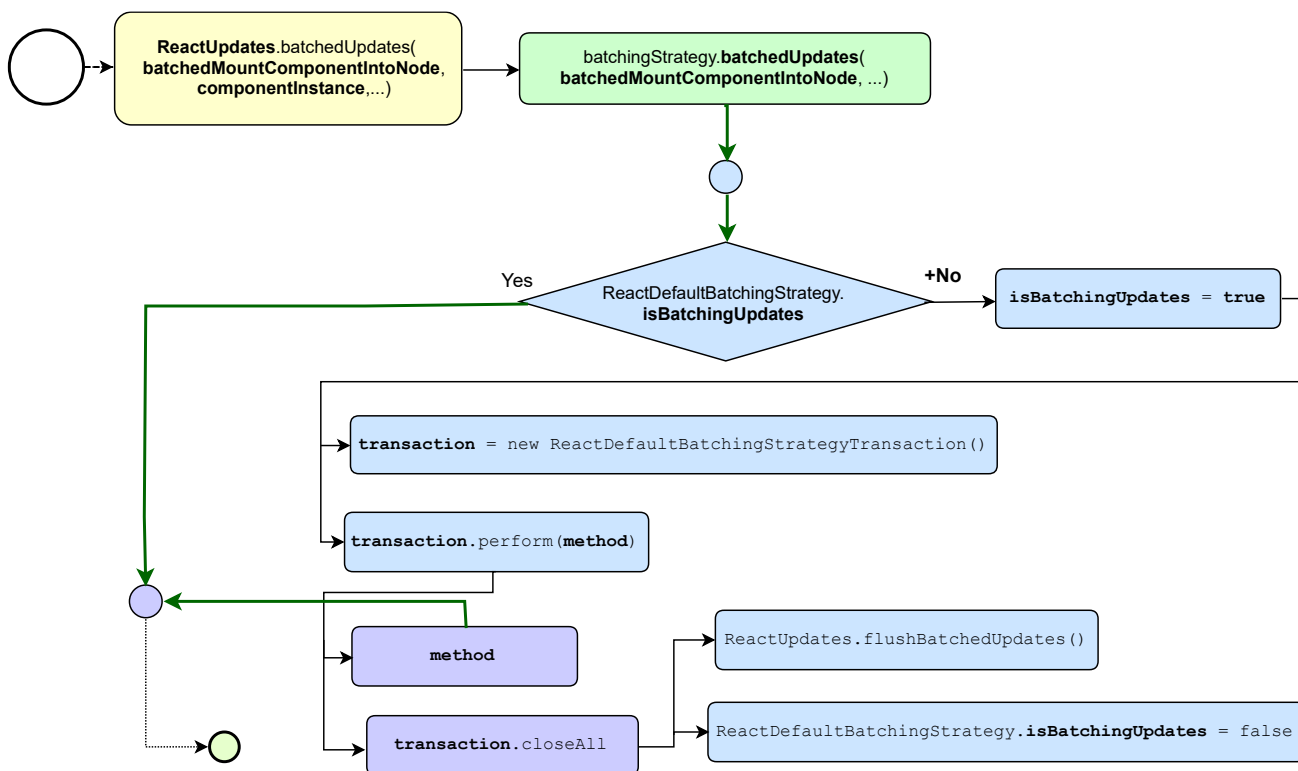 ReactUpdates.batchedUpdates(
batchedMountComponentIntoNode,
componentInstance,...)
batchingStrategy.batchedUpdates(
batchedMountComponentIntoNode, ...)
Yes
ReactDefaultBatchingStrategy.
isBatchingUpdates
+No
isBatchingUpdates = true
transaction = new ReactDefaultBatchingStrategyTransaction()
transaction.perform(method)
method
ReactUpdates.flushBatchedUpdates()
transaction.closeAll
ReactDefaultBatchingStrategy.isBatchingUpdates = false